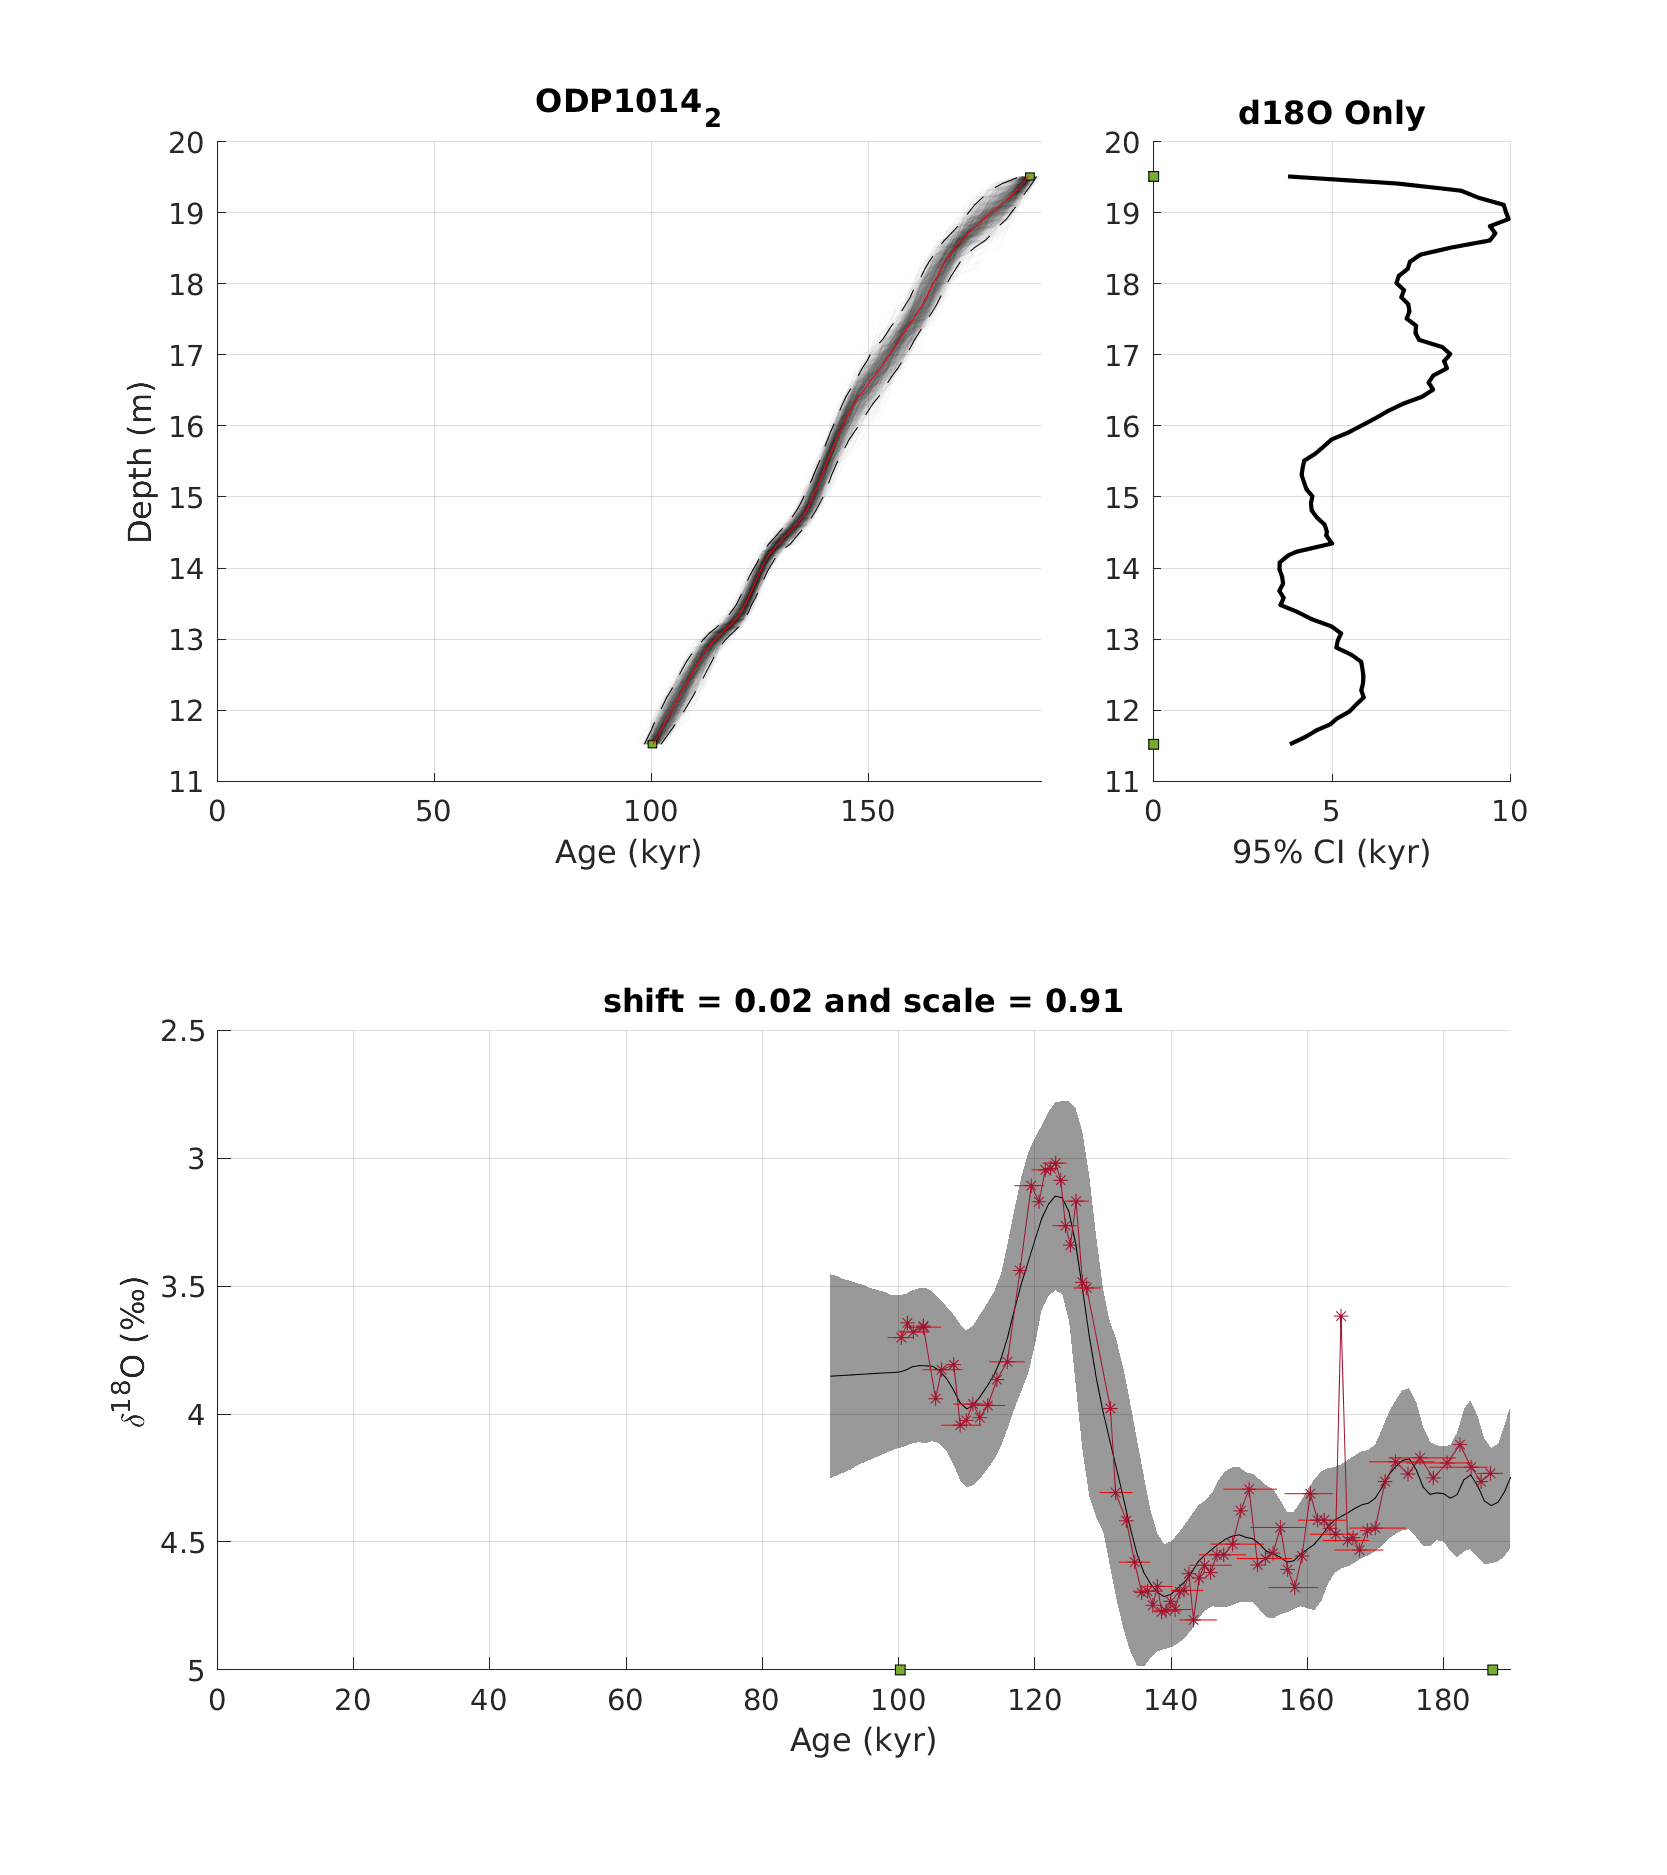 ODP1014₂
20
19
18
17
16
15
14
13
12
11
Depth (m)
0 50 100 150
Age (kyr)
d18O Only
20
19
18
17
16
15
14
13
12
11
0 5 10
95% CI (kyr)
shift = 0.02 and scale = 0.91
2.5
3
3.5
4
4.5
5
δ¹⁸O (‰)
0 20 40 60 80 100 120 140 160 180
Age (kyr)